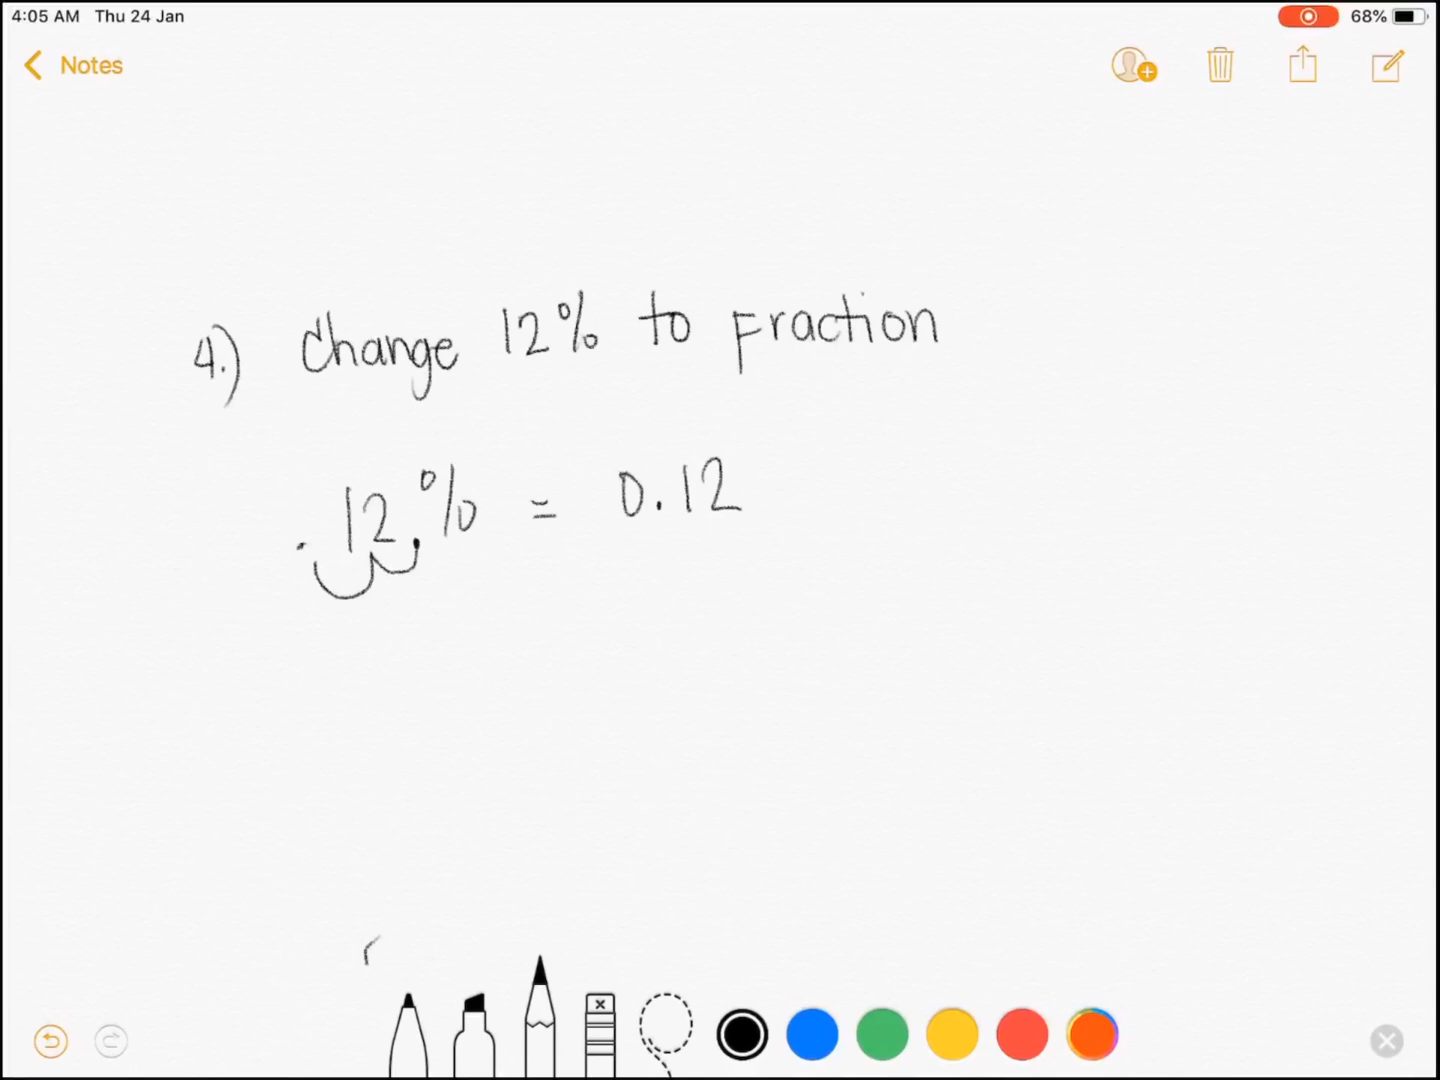 4:05 AM Thu 24 Jan 68%
Notes
4.) Change 12% to Fraction
.12.% = 0.12